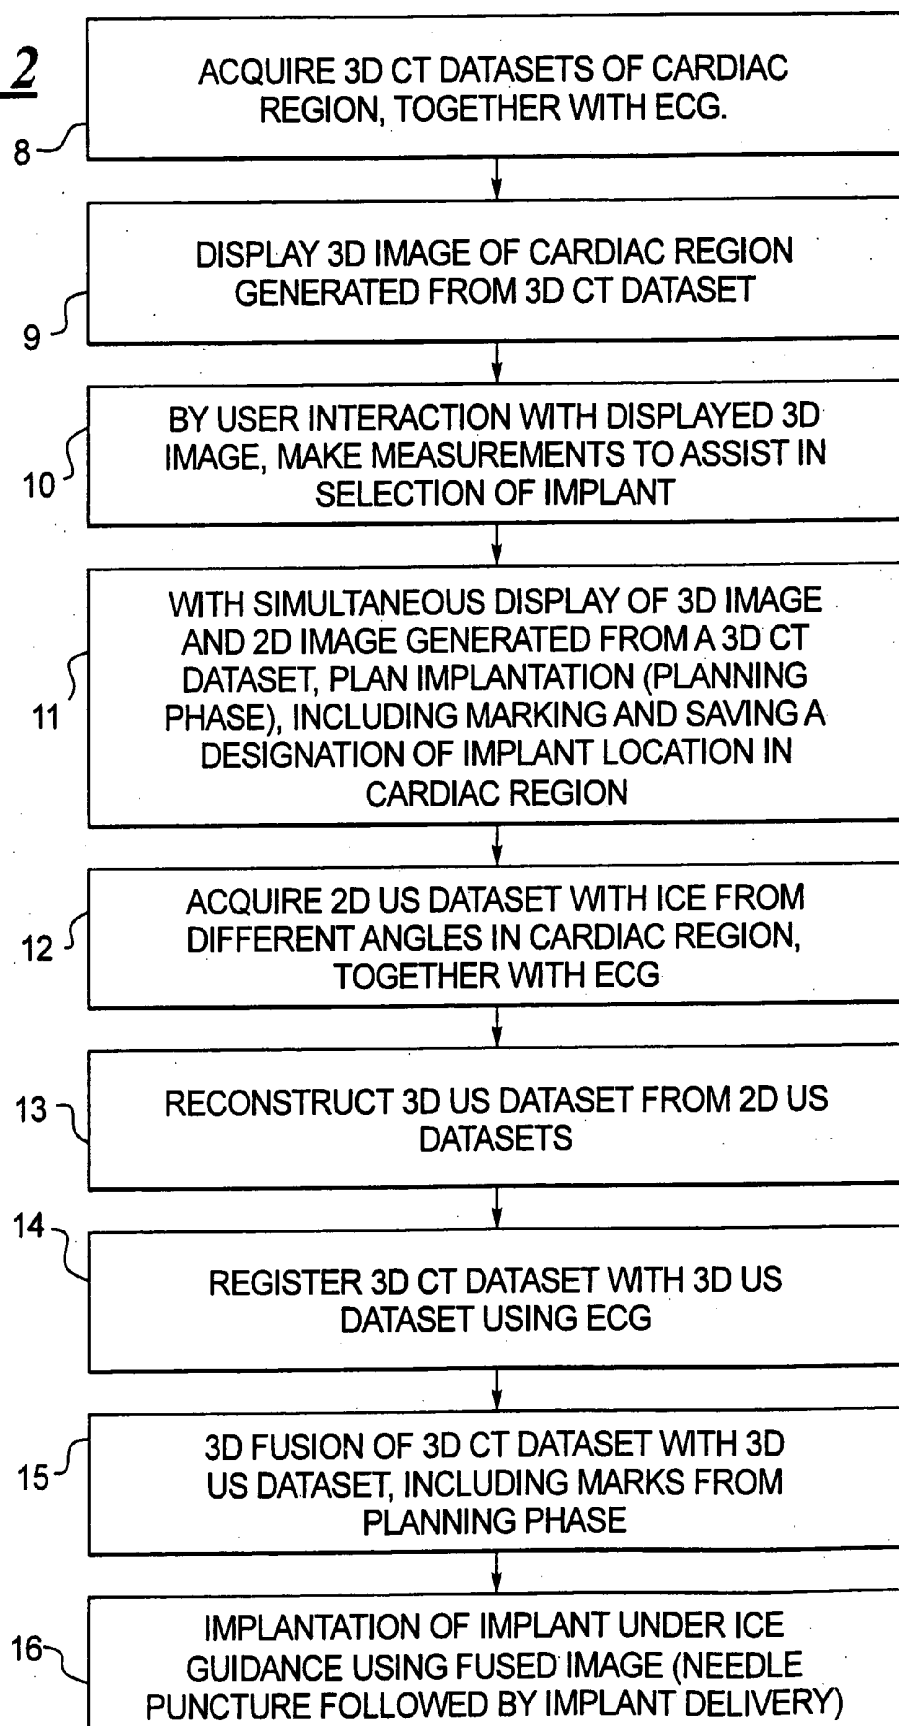 2
ACQUIRE 3D CT DATASETS OF CARDIAC
REGION, TOGETHER WITH ECG.
8
DISPLAY 3D IMAGE OF CARDIAC REGION
GENERATED FROM 3D CT DATASET
9
BY USER INTERACTION WITH DISPLAYED 3D
IMAGE, MAKE MEASUREMENTS TO ASSIST IN
SELECTION OF IMPLANT
10
WITH SIMULTANEOUS DISPLAY OF 3D IMAGE
AND 2D IMAGE GENERATED FROM A 3D CT
DATASET, PLAN IMPLANTATION (PLANNING
PHASE), INCLUDING MARKING AND SAVING A
DESIGNATION OF IMPLANT LOCATION IN
CARDIAC REGION
11
ACQUIRE 2D US DATASET WITH ICE FROM
DIFFERENT ANGLES IN CARDIAC REGION,
TOGETHER WITH ECG
12
RECONSTRUCT 3D US DATASET FROM 2D US
DATASETS
13
REGISTER 3D CT DATASET WITH 3D US
DATASET USING ECG
14
3D FUSION OF 3D CT DATASET WITH 3D
US DATASET, INCLUDING MARKS FROM
PLANNING PHASE
15
IMPLANTATION OF IMPLANT UNDER ICE
GUIDANCE USING FUSED IMAGE (NEEDLE
PUNCTURE FOLLOWED BY IMPLANT DELIVERY)
16